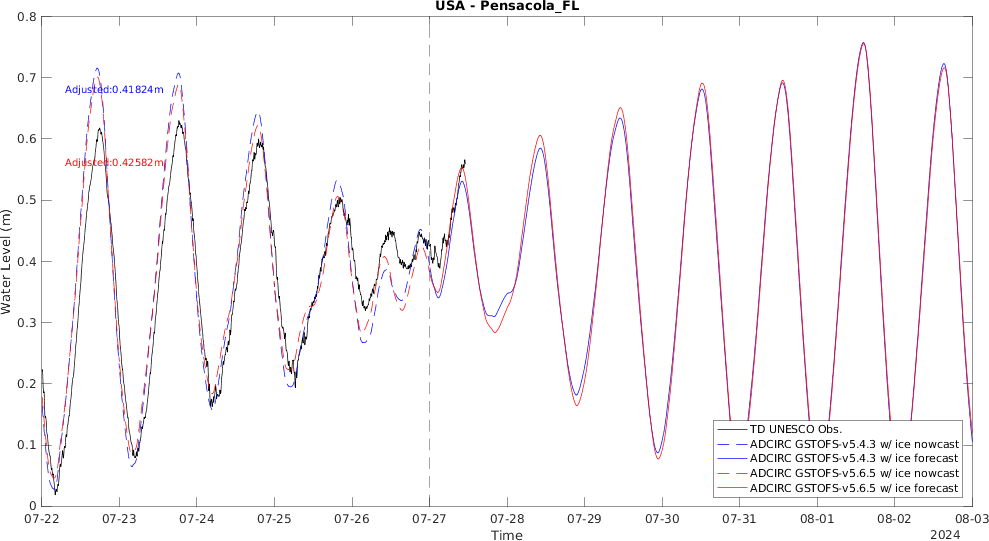 USA - Pensacola_FL
0.8
0.7
0.6
0.5
0.4
0.3
0.2
0.1
0
Water Level (m)
Adjusted:0.41824m
Adjusted:0.42582m
TD UNESCO Obs.
ADCIRC GSTOFS-v5.4.3 w/ ice nowcast
ADCIRC GSTOFS-v5.4.3 w/ ice forecast
ADCIRC GSTOFS-v5.6.5 w/ ice nowcast
ADCIRC GSTOFS-v5.6.5 w/ ice forecast
07-22 07-23 07-24 07-25 07-26 07-27 07-28 07-29 07-30 07-31 08-01 08-02 08-03
Time
2024